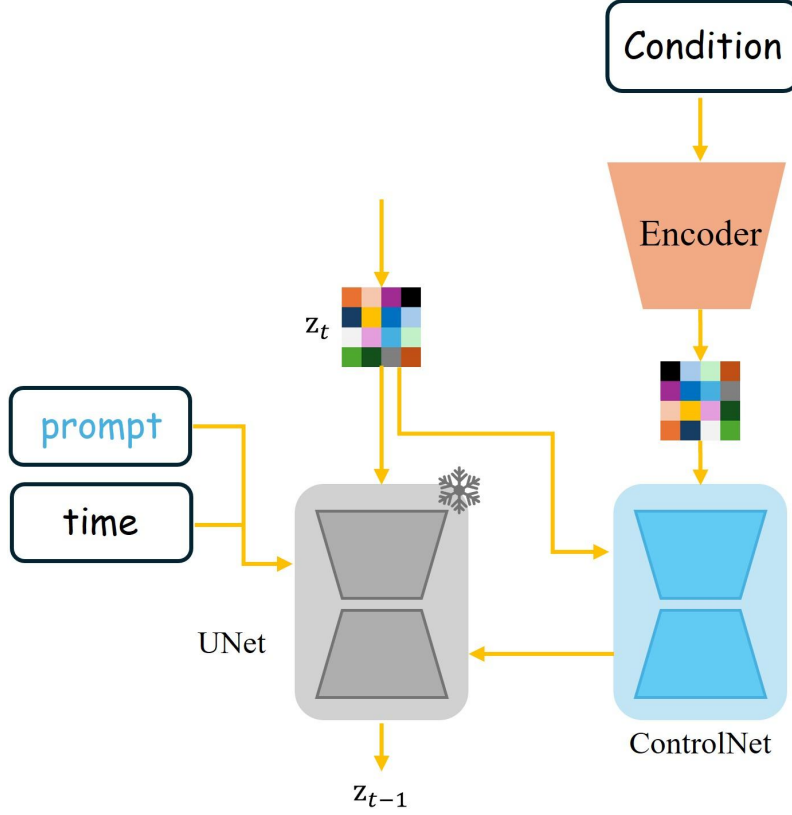 Condition
Encoder
z_t
prompt
time
UNet
ControlNet
z_{t−1}